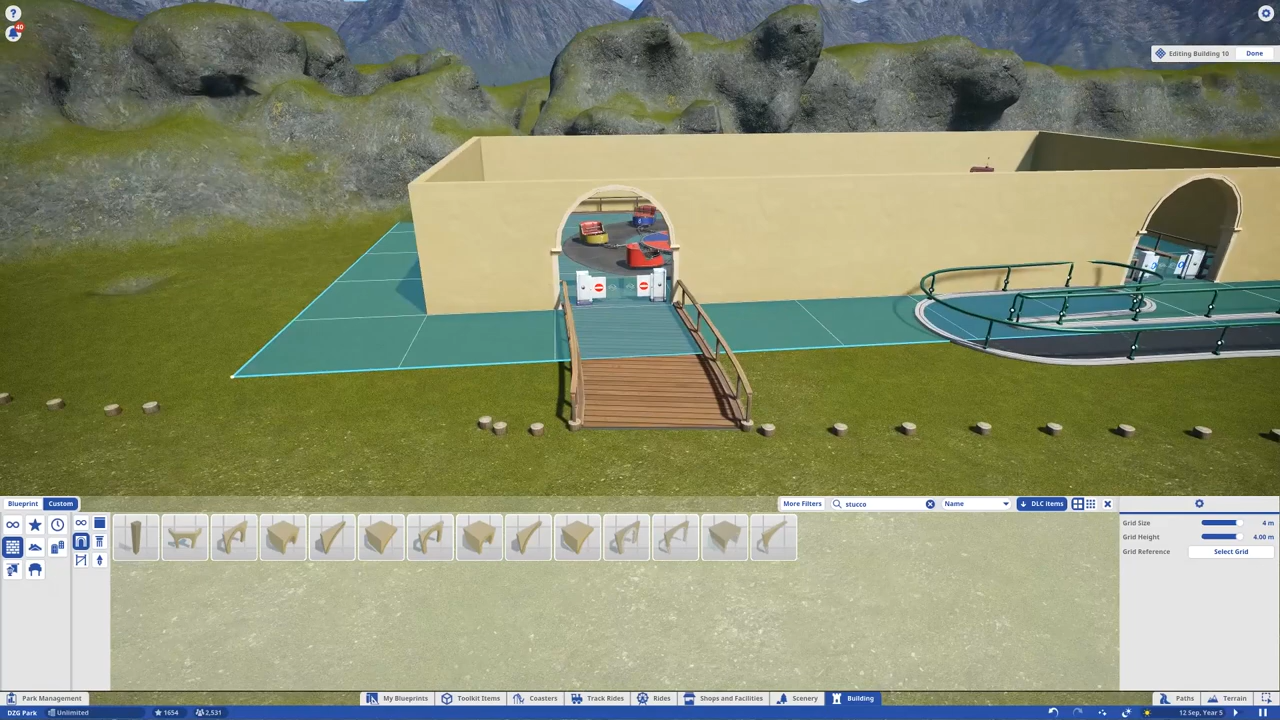 ?
40
Editing Building 10 Done
Blueprint Custom
More Filters stucco Name DLC items
Grid Size 4 m
Grid Height 4.00 m
Grid Reference Select Grid
Park Management My Blueprints Toolkit Items Coasters Track Rides Rides Shops and Facilities Scenery Building Paths Terrain
DZG Park Unlimited 1654 2,531 12 Sep, Year 5